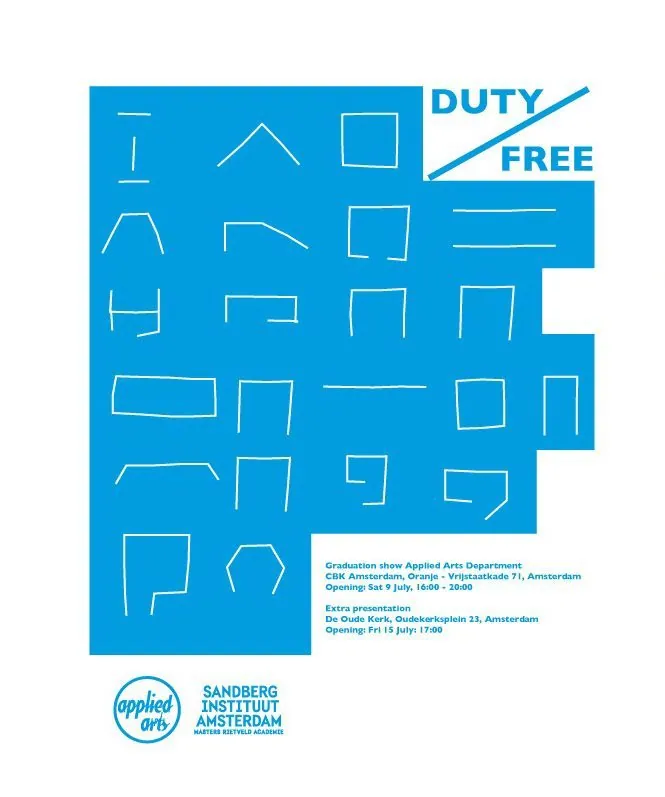 DUTY
FREE
Graduation show Applied Arts Department
CBK Amsterdam, Oranje - Vrijstaatkade 71, Amsterdam
Opening: Sat 9 July, 16:00 - 20:00
Extra presentation
De Oude Kerk, Oudekerksplein 23, Amsterdam
Opening: Fri 15 July: 17:00
applied
arts
SANDBERG
INSTITUUT
AMSTERDAM
MASTERS RIETVELD ACADEMIE